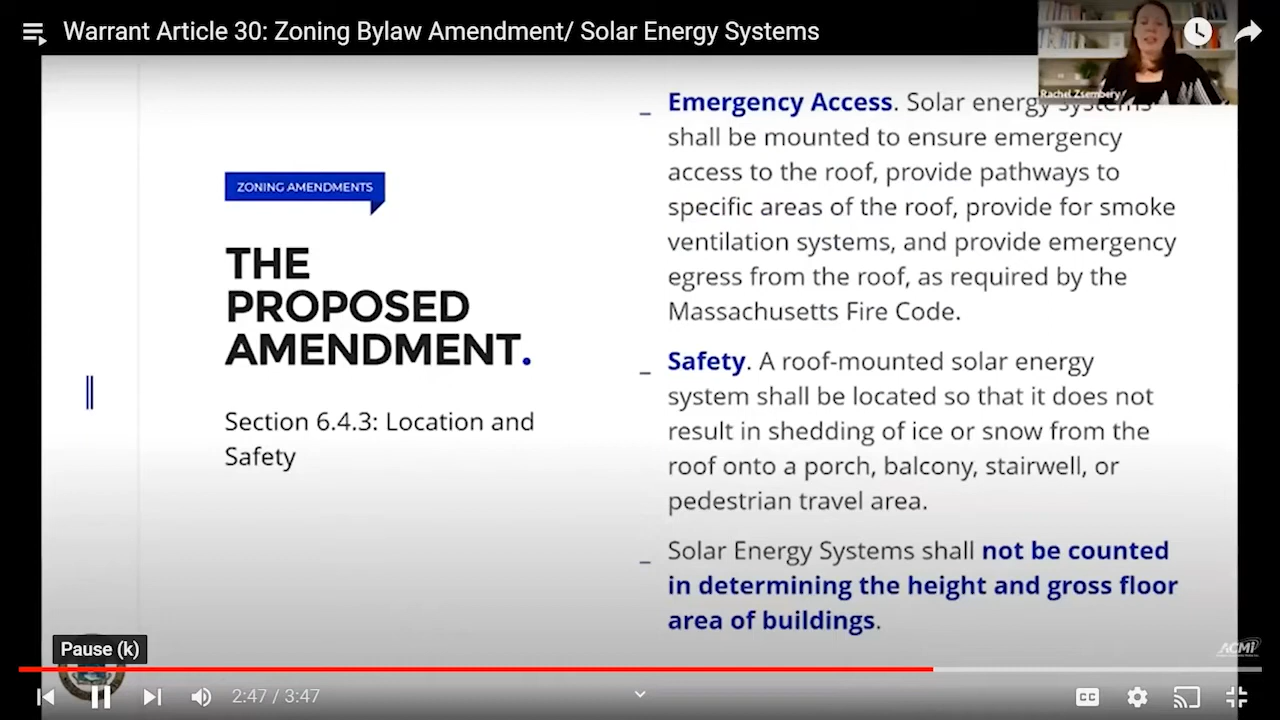 Warrant Article 30: Zoning Bylaw Amendment/ Solar Energy Systems
Rachel Zsembery
ZONING AMENDMENTS
THE
PROPOSED
AMENDMENT.
Section 6.4.3: Location and
Safety
Emergency Access. Solar energy systems
shall be mounted to ensure emergency
access to the roof, provide pathways to
specific areas of the roof, provide for smoke
ventilation systems, and provide emergency
egress from the roof, as required by the
Massachusetts Fire Code.
Safety. A roof-mounted solar energy
system shall be located so that it does not
result in shedding of ice or snow from the
roof onto a porch, balcony, stairwell, or
pedestrian travel area.
Solar Energy Systems shall not be counted
in determining the height and gross floor
area of buildings.
Pause (k)
ACMi
2:47 / 3:47
CC